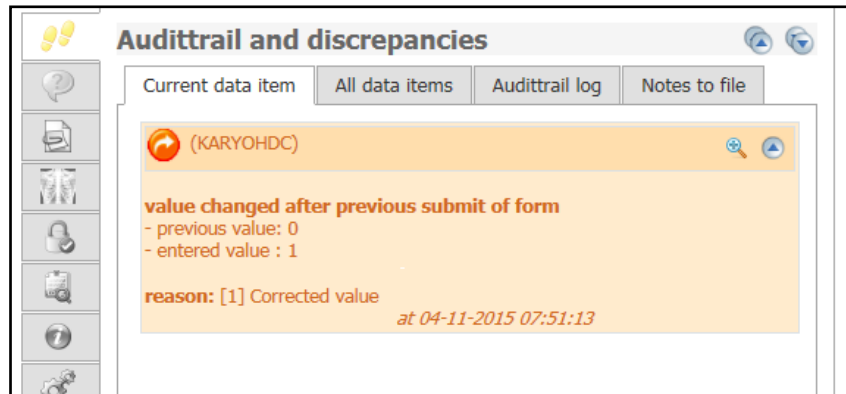 Audittrail and discrepancies
Current data item All data items Audittrail log Notes to file
(KARYOHDC)
value changed after previous submit of form
- previous value: 0
- entered value : 1
reason: [1] Corrected value
at 04-11-2015 07:51:13